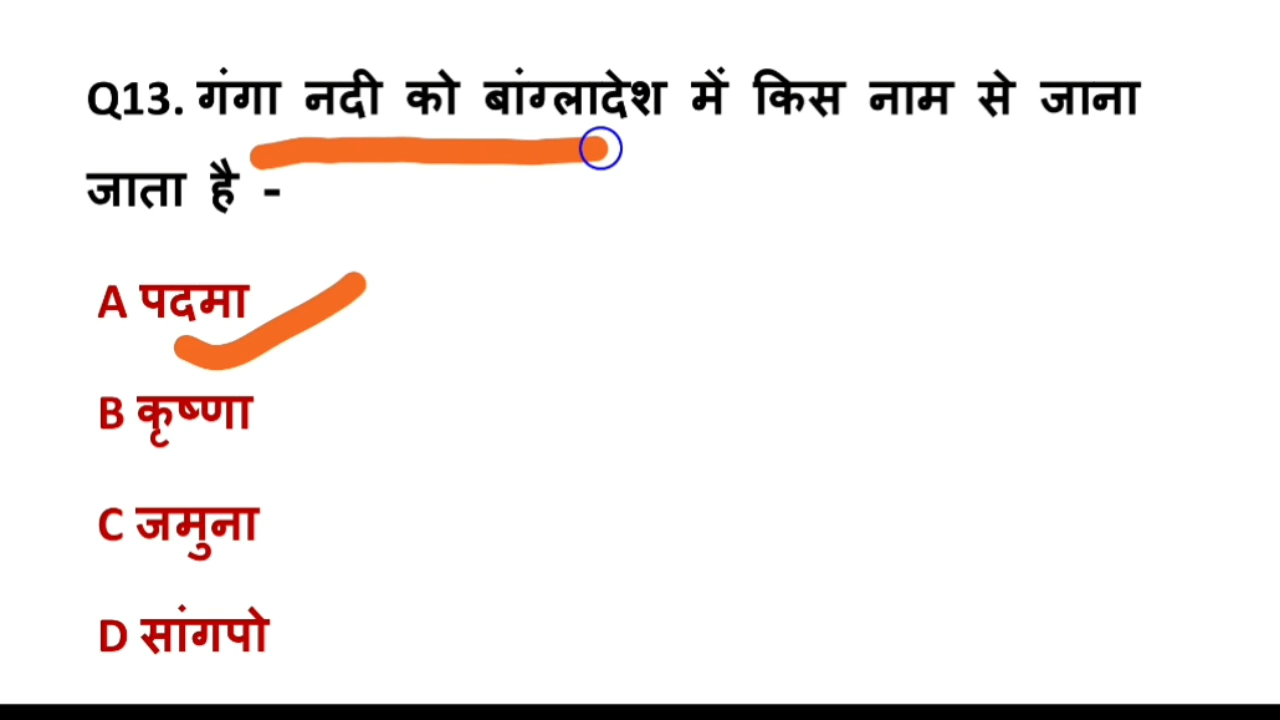 Q13. गंगा नदी को बांग्लादेश में किस नाम से जाना
जाता है -
A पदमा
B कृष्णा
C जमुना
D सांगपो